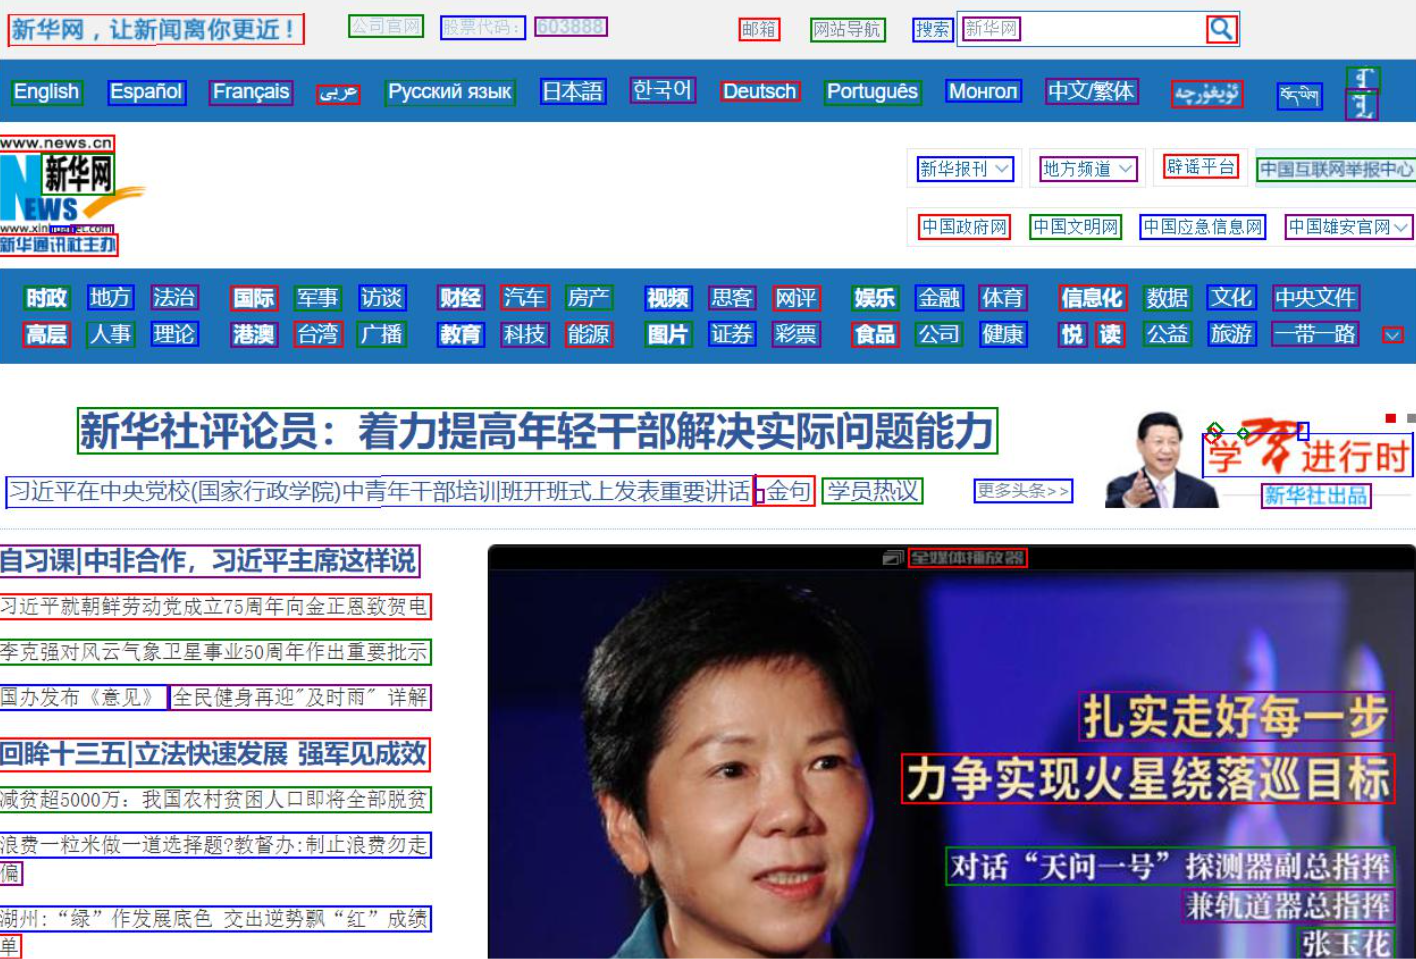 新华网，让新闻离你更近！ 公司官网 股票代码： 603888 邮箱 网站导航 搜索 新华网
English Español Français عربي Русский язык 日本語 한국어 Deutsch Português Монгол 中文/繁体 ئۇيغۇرچە བོད་ཡིག
www.news.cn
新华网
NEWS
www.xinhuanet.com
新华通讯社主办
新华报刊 地方频道 辟谣平台 中国互联网举报中心
中国政府网 中国文明网 中国应急信息网 中国雄安官网
时政 地方 法治 国际 军事 访谈 财经 汽车 房产 视频 思客 网评 娱乐 金融 体育 信息化 数据 文化 中央文件
高层 人事 理论 港澳 台湾 广播 教育 科技 能源 图片 证券 彩票 食品 公司 健康 悦 读 公益 旅游 一带一路
新华社评论员：着力提高年轻干部解决实际问题能力
习近平在中央党校(国家行政学院)中青年干部培训班开班式上发表重要讲话 金句 学员热议 更多头条>>
学习进行时
新华社出品
自习课|中非合作，习近平主席这样说
习近平就朝鲜劳动党成立75周年向金正恩致贺电
李克强对风云气象卫星事业50周年作出重要批示
国办发布《意见》 全民健身再迎"及时雨" 详解
回眸十三五|立法快速发展 强军见成效
减贫超5000万：我国农村贫困人口即将全部脱贫
浪费一粒米做一道选择题?教督办:制止浪费勿走
偏
湖州:“绿”作发展底色 交出逆势飘“红”成绩
单
全媒体播放器
扎实走好每一步
力争实现火星绕落巡目标
对话“天问一号”探测器副总指挥
兼轨道器总指挥
张玉花